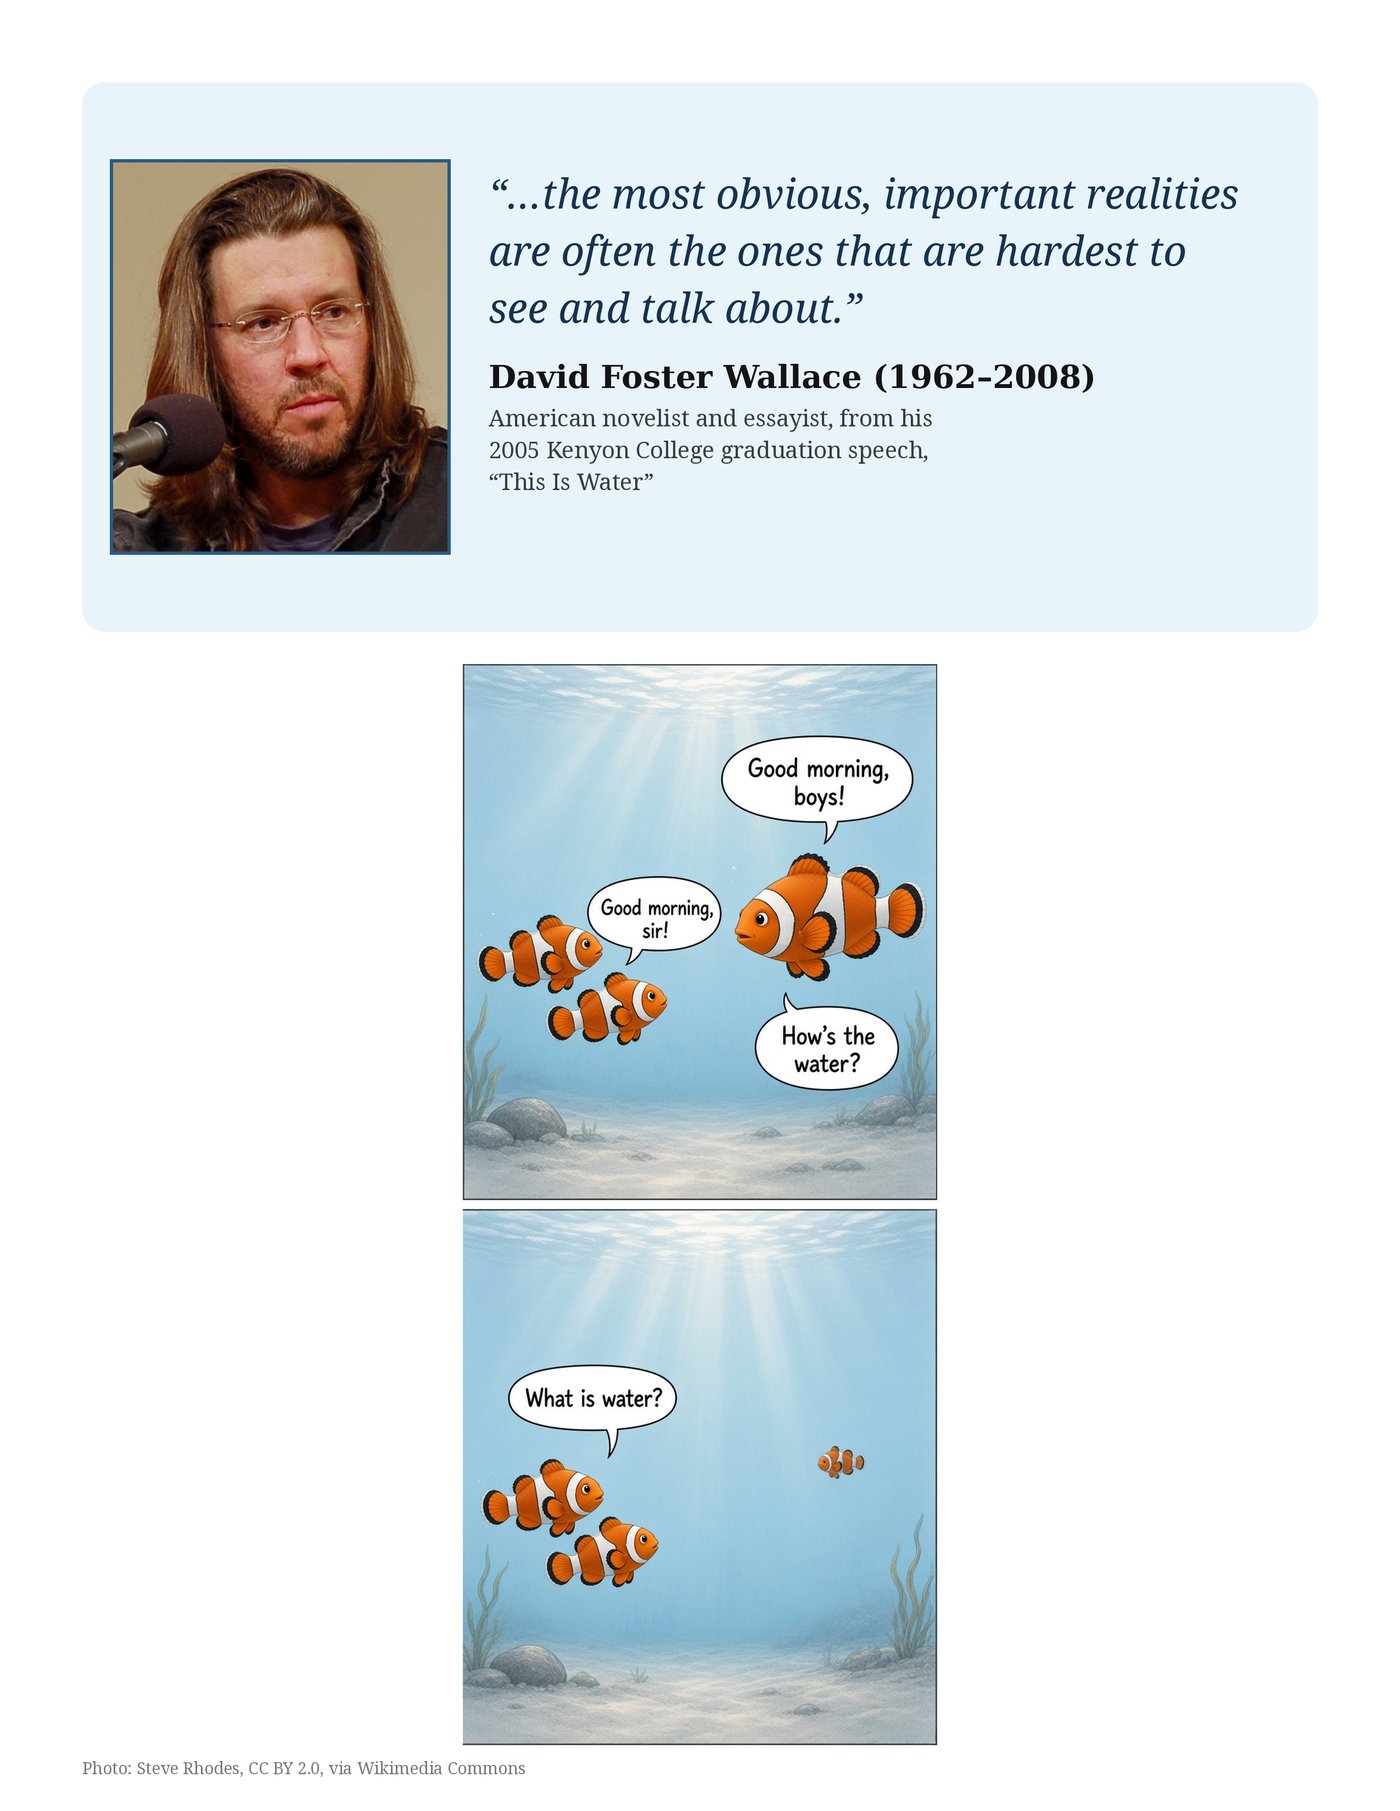 “…the most obvious, important realities
are often the ones that are hardest to
see and talk about.”
David Foster Wallace (1962–2008)
American novelist and essayist, from his
2005 Kenyon College graduation speech,
“This Is Water”
Good morning,
boys!
Good morning,
sir!
How’s the
water?
What is water?
Photo: Steve Rhodes, CC BY 2.0, via Wikimedia Commons